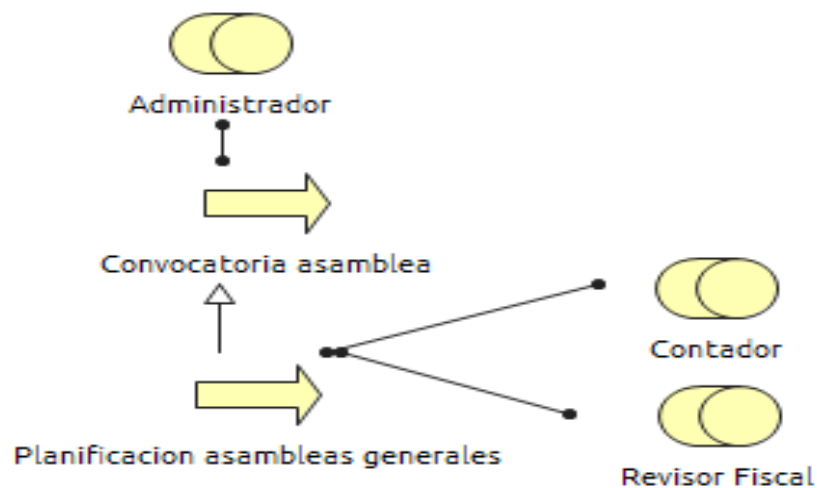 Administrador
Convocatoria asamblea
Contador
Planificacion asambleas generales
Revisor Fiscal